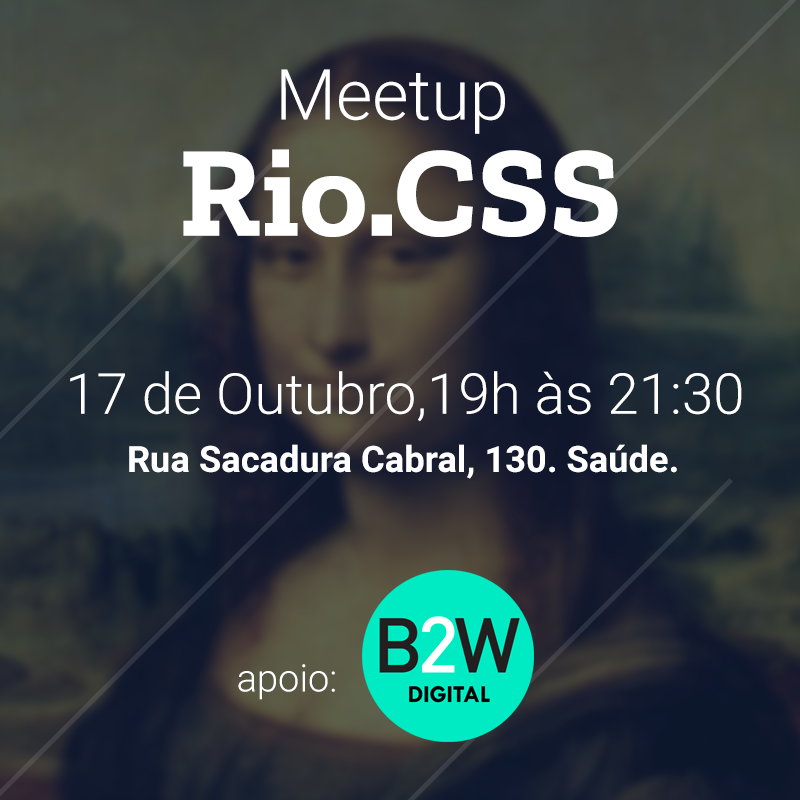 Meetup
Rio.CSS
17 de Outubro,19h às 21:30
Rua Sacadura Cabral, 130. Saúde.
apoio:
B2W
DIGITAL